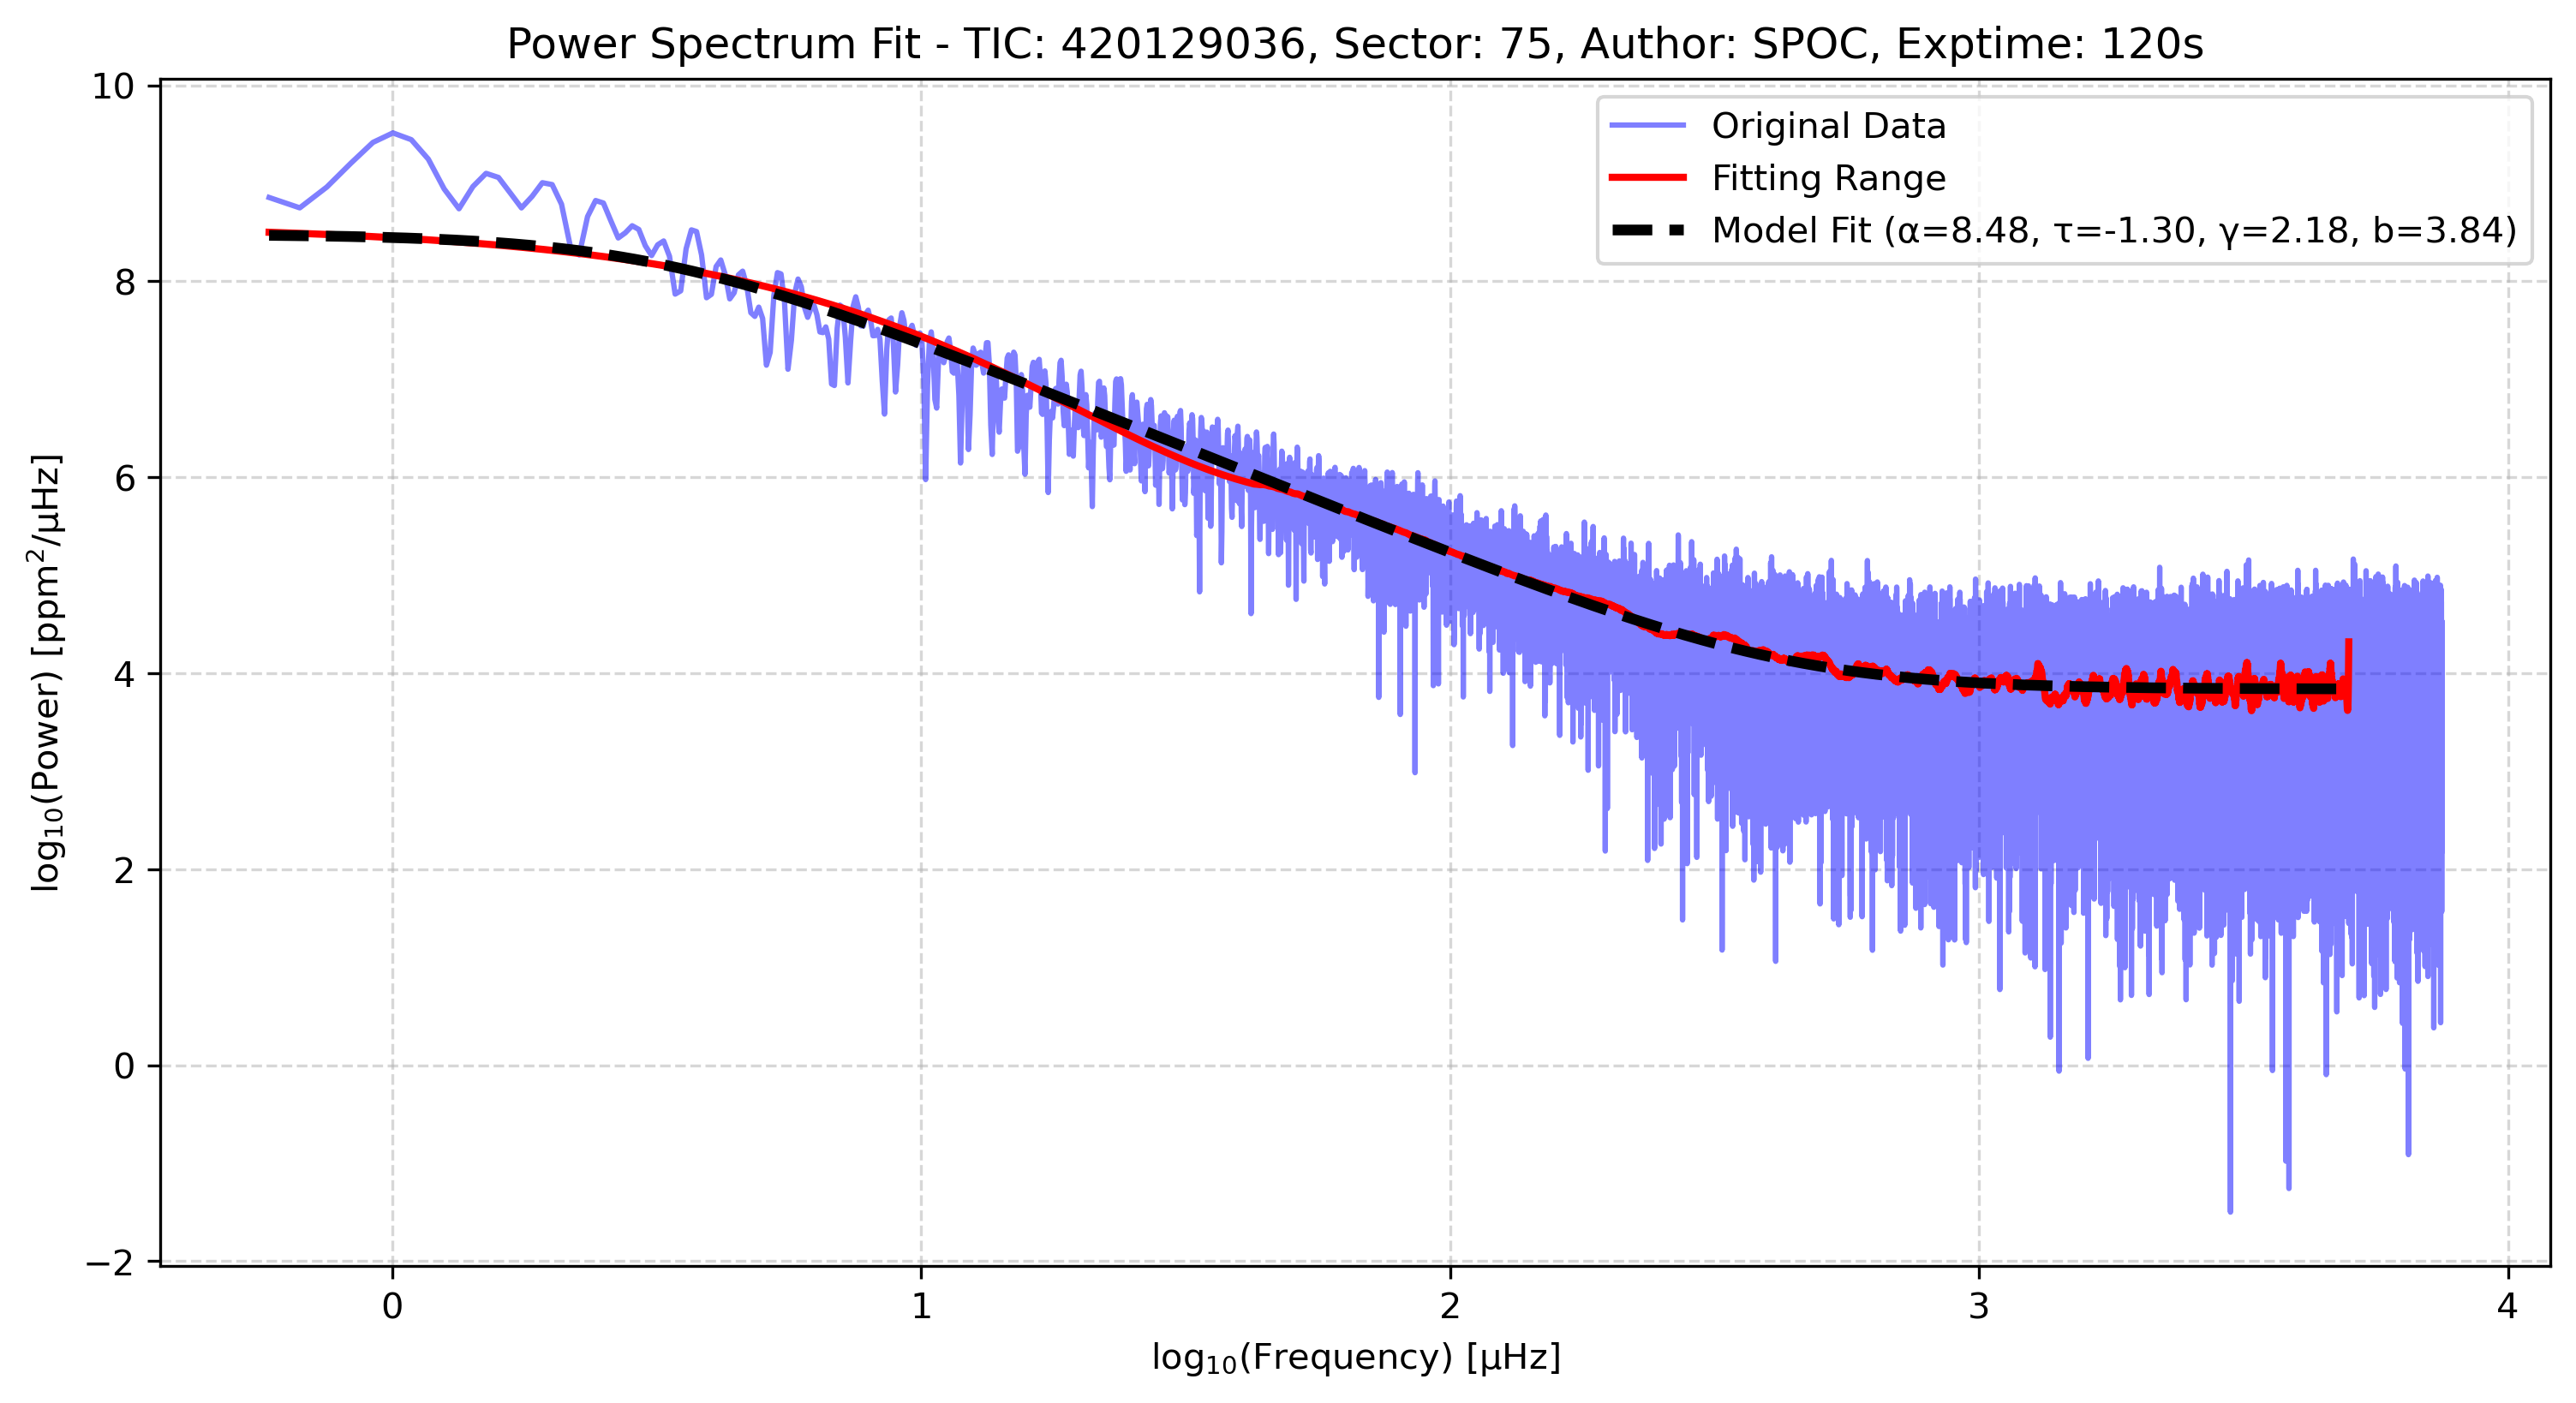 Power Spectrum Fit - TIC: 420129036, Sector: 75, Author: SPOC, Exptime: 120s
Original Data
Fitting Range
Model Fit (α=8.48, τ=-1.30, γ=2.18, b=3.84)
log₁₀(Power) [ppm²/μHz]
10
8
6
4
2
0
−2
0 1 2 3 4
log₁₀(Frequency) [μHz]